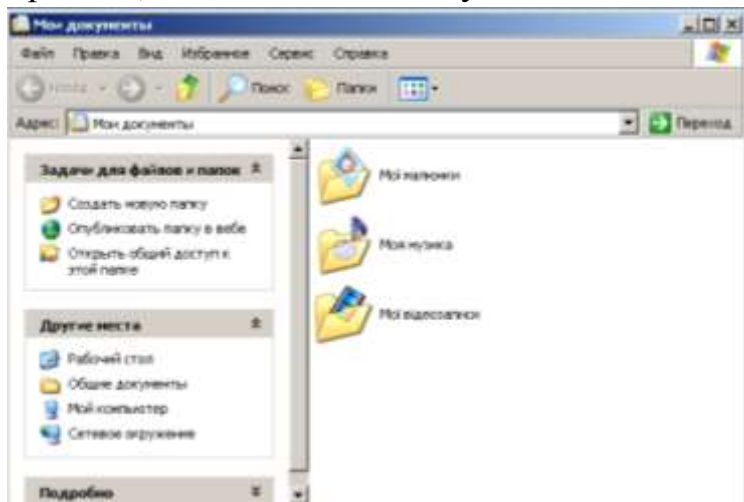 Мои документы
Файл Правка Вид Избранное Сервис Справка
Поиск Папки
Адрес: Мои документы Переход
Задачи для файлов и папок
Создать новую папку
Опубликовать папку в вебе
Открыть общий доступ к
этой папке
Другие места
Рабочий стол
Общие документы
Мой компьютер
Сетевое окружение
Подробно
Мої малюнки
Моя музика
Мої відеозаписи